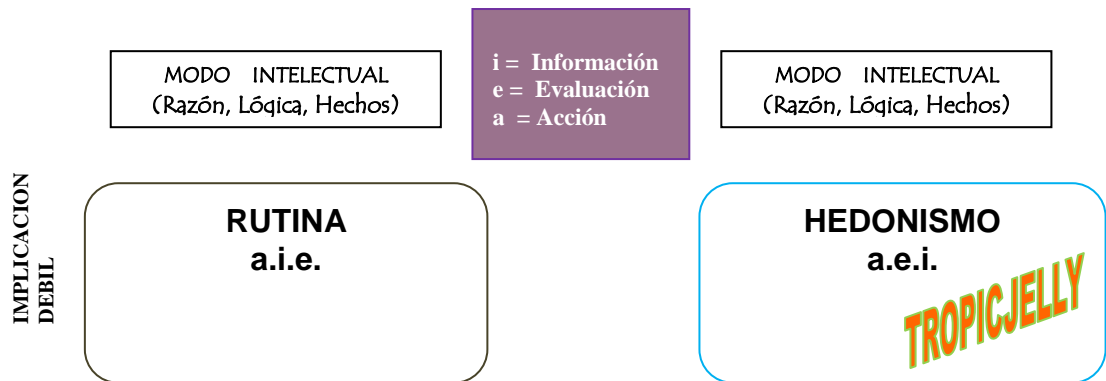 MODO INTELECTUAL
(Razón, Lógica, Hechos)
i = Información
e = Evaluación
a = Acción
MODO INTELECTUAL
(Razón, Lógica, Hechos)
IMPLICACION
DEBIL
RUTINA
a.i.e.
HEDONISMO
a.e.i.
TROPICJELLY